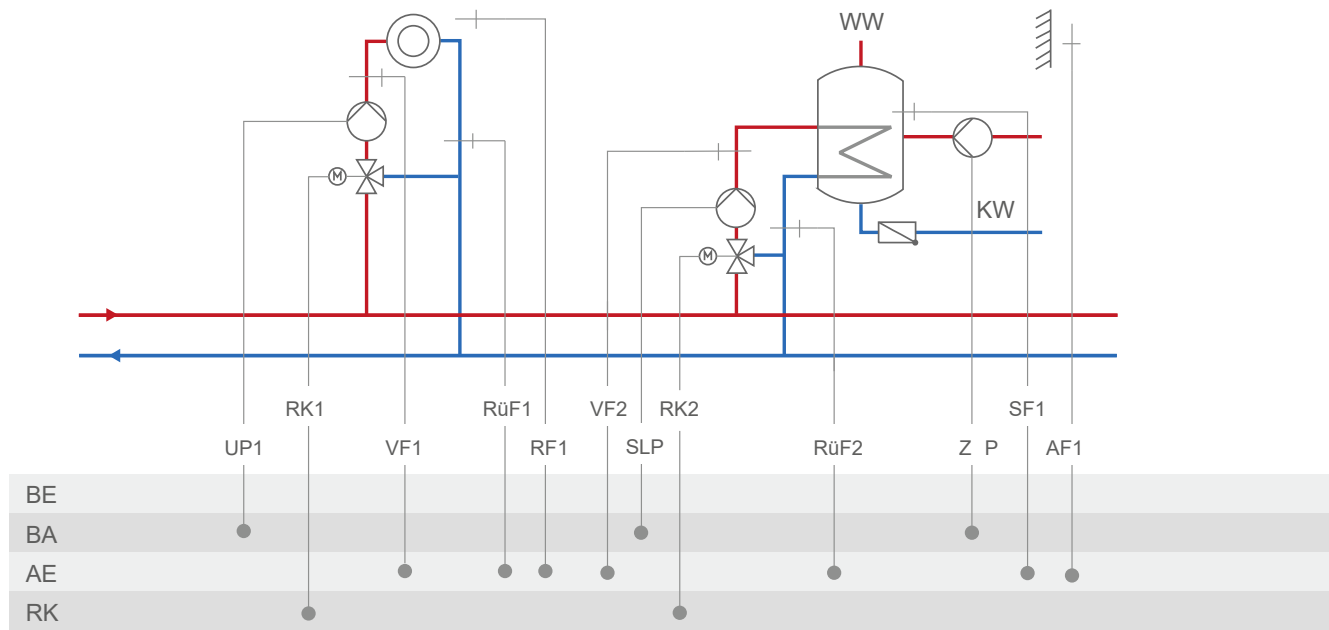 WW
M
KW
M
RK1 RüF1 VF2 RK2 SF1
UP1 VF1 RF1 SLP RüF2 Z P AF1
BE
BA
AE
RK